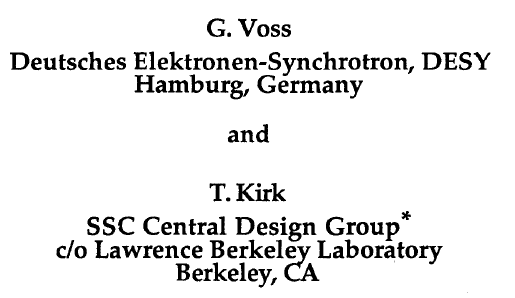 G. Voss
Deutsches Elektronen-Synchrotron, DESY
Hamburg, Germany
and
T. Kirk
SSC Central Design Group*
c/o Lawrence Berkeley Laboratory
Berkeley, CA